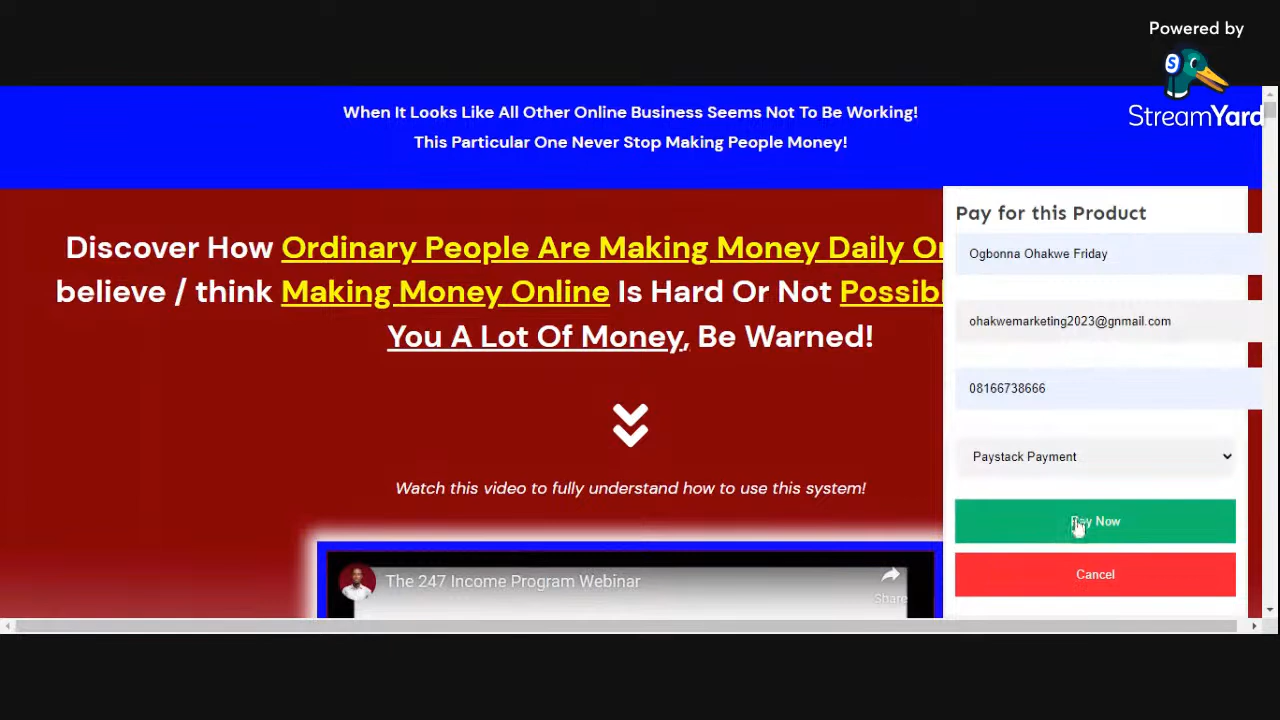 Powered by
StreamYard
When It Looks Like All Other Online Business Seems Not To Be Working!
This Particular One Never Stop Making People Money!
Discover How Ordinary People Are Making Money Daily
believe / think Making Money Online Is Hard Or Not
You A Lot Of Money, Be Warned!
Watch this video to fully understand how to use this system!
The 247 Income Program Webinar
Share
Pay for this Product
Ogbonna Ohakwe Friday
ohakwemarketing2023@gnmail.com
08166738666
Paystack Payment
Pay Now
Cancel